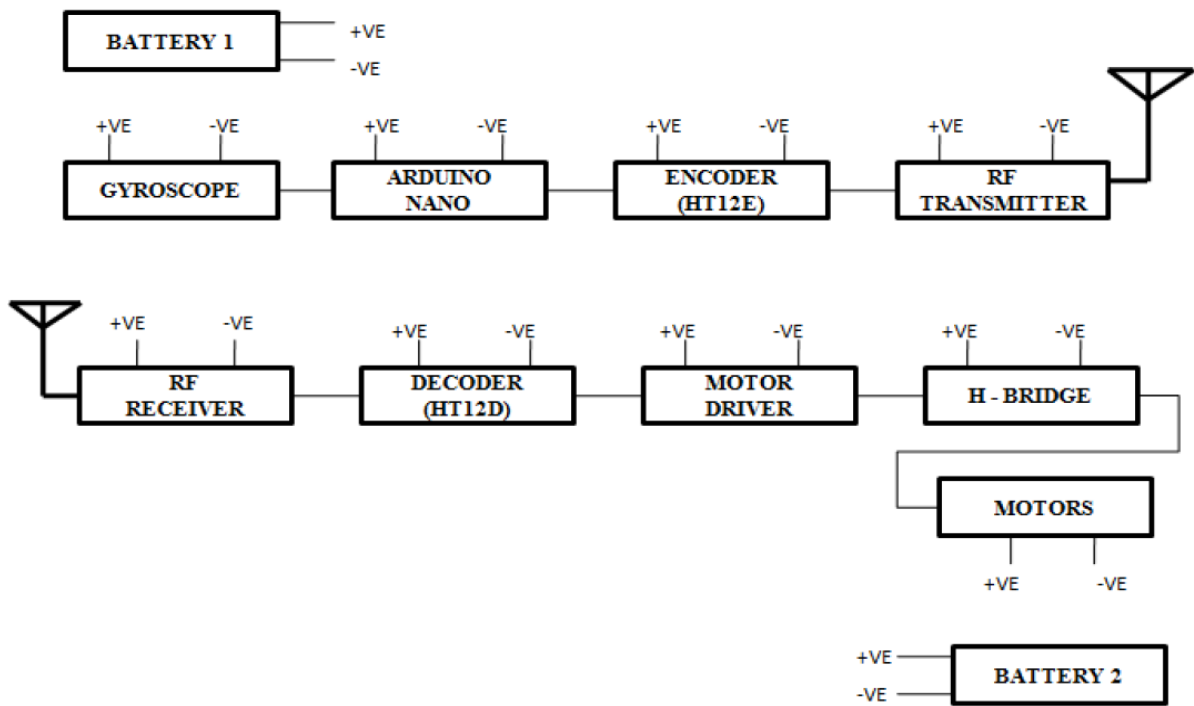 BATTERY 1
+VE
-VE
+VE
-VE
+VE
-VE
+VE
-VE
+VE
-VE
GYROSCOPE
ARDUINO
NANO
ENCODER
(HT12E)
RF
TRANSMITTER
+VE
-VE
+VE
-VE
+VE
-VE
+VE
-VE
RF
RECEIVER
DECODER
(HT12D)
MOTOR
DRIVER
H - BRIDGE
MOTORS
+VE
-VE
+VE
-VE
BATTERY 2